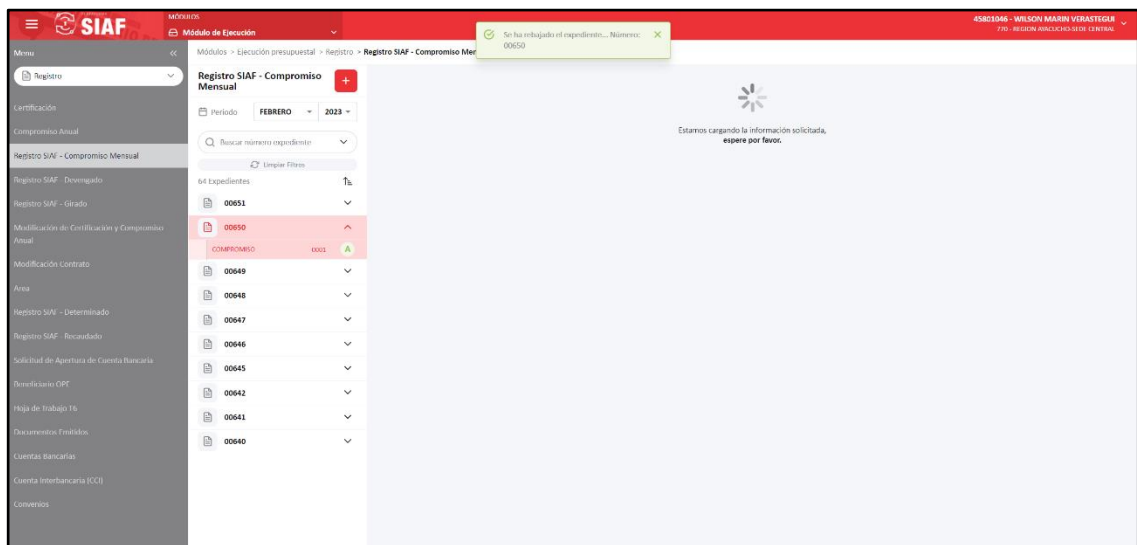 SIAF
MÓDULOS
Módulo de Ejecución
Se ha rebajado el expediente... Número:
00650
45801046 - WILSON MARIN VERASTEGUI
770 - REGION AYACUCHO-SEDE CENTRAL
Menu
Registro
Certificación
Compromiso Anual
Registro SIAF - Compromiso Mensual
Registro SIAF - Devengado
Registro SIAF - Girado
Modificación de Certificación y Compromiso
Anual
Modificación Contrato
Area
Registro SIAF - Determinado
Registro SIAF - Recaudado
Solicitud de Apertura de Cuenta Bancaria
Beneficiario OPE
Hoja de Trabajo 16
Documentos Emitidos
Cuentas Bancarias
Cuenta Interbancaria (CCI)
Convenios
Módulos > Ejecución presupuestal > Registro > Registro SIAF - Compromiso Mer
Registro SIAF - Compromiso
Mensual
Periodo FEBRERO 2023
Buscar número expediente
Limpiar Filtros
64 Expedientes
00651
00650
COMPROMISO 0001 A
00649
00648
00647
00646
00645
00642
00641
00640
Estamos cargando la información solicitada,
espere por favor.